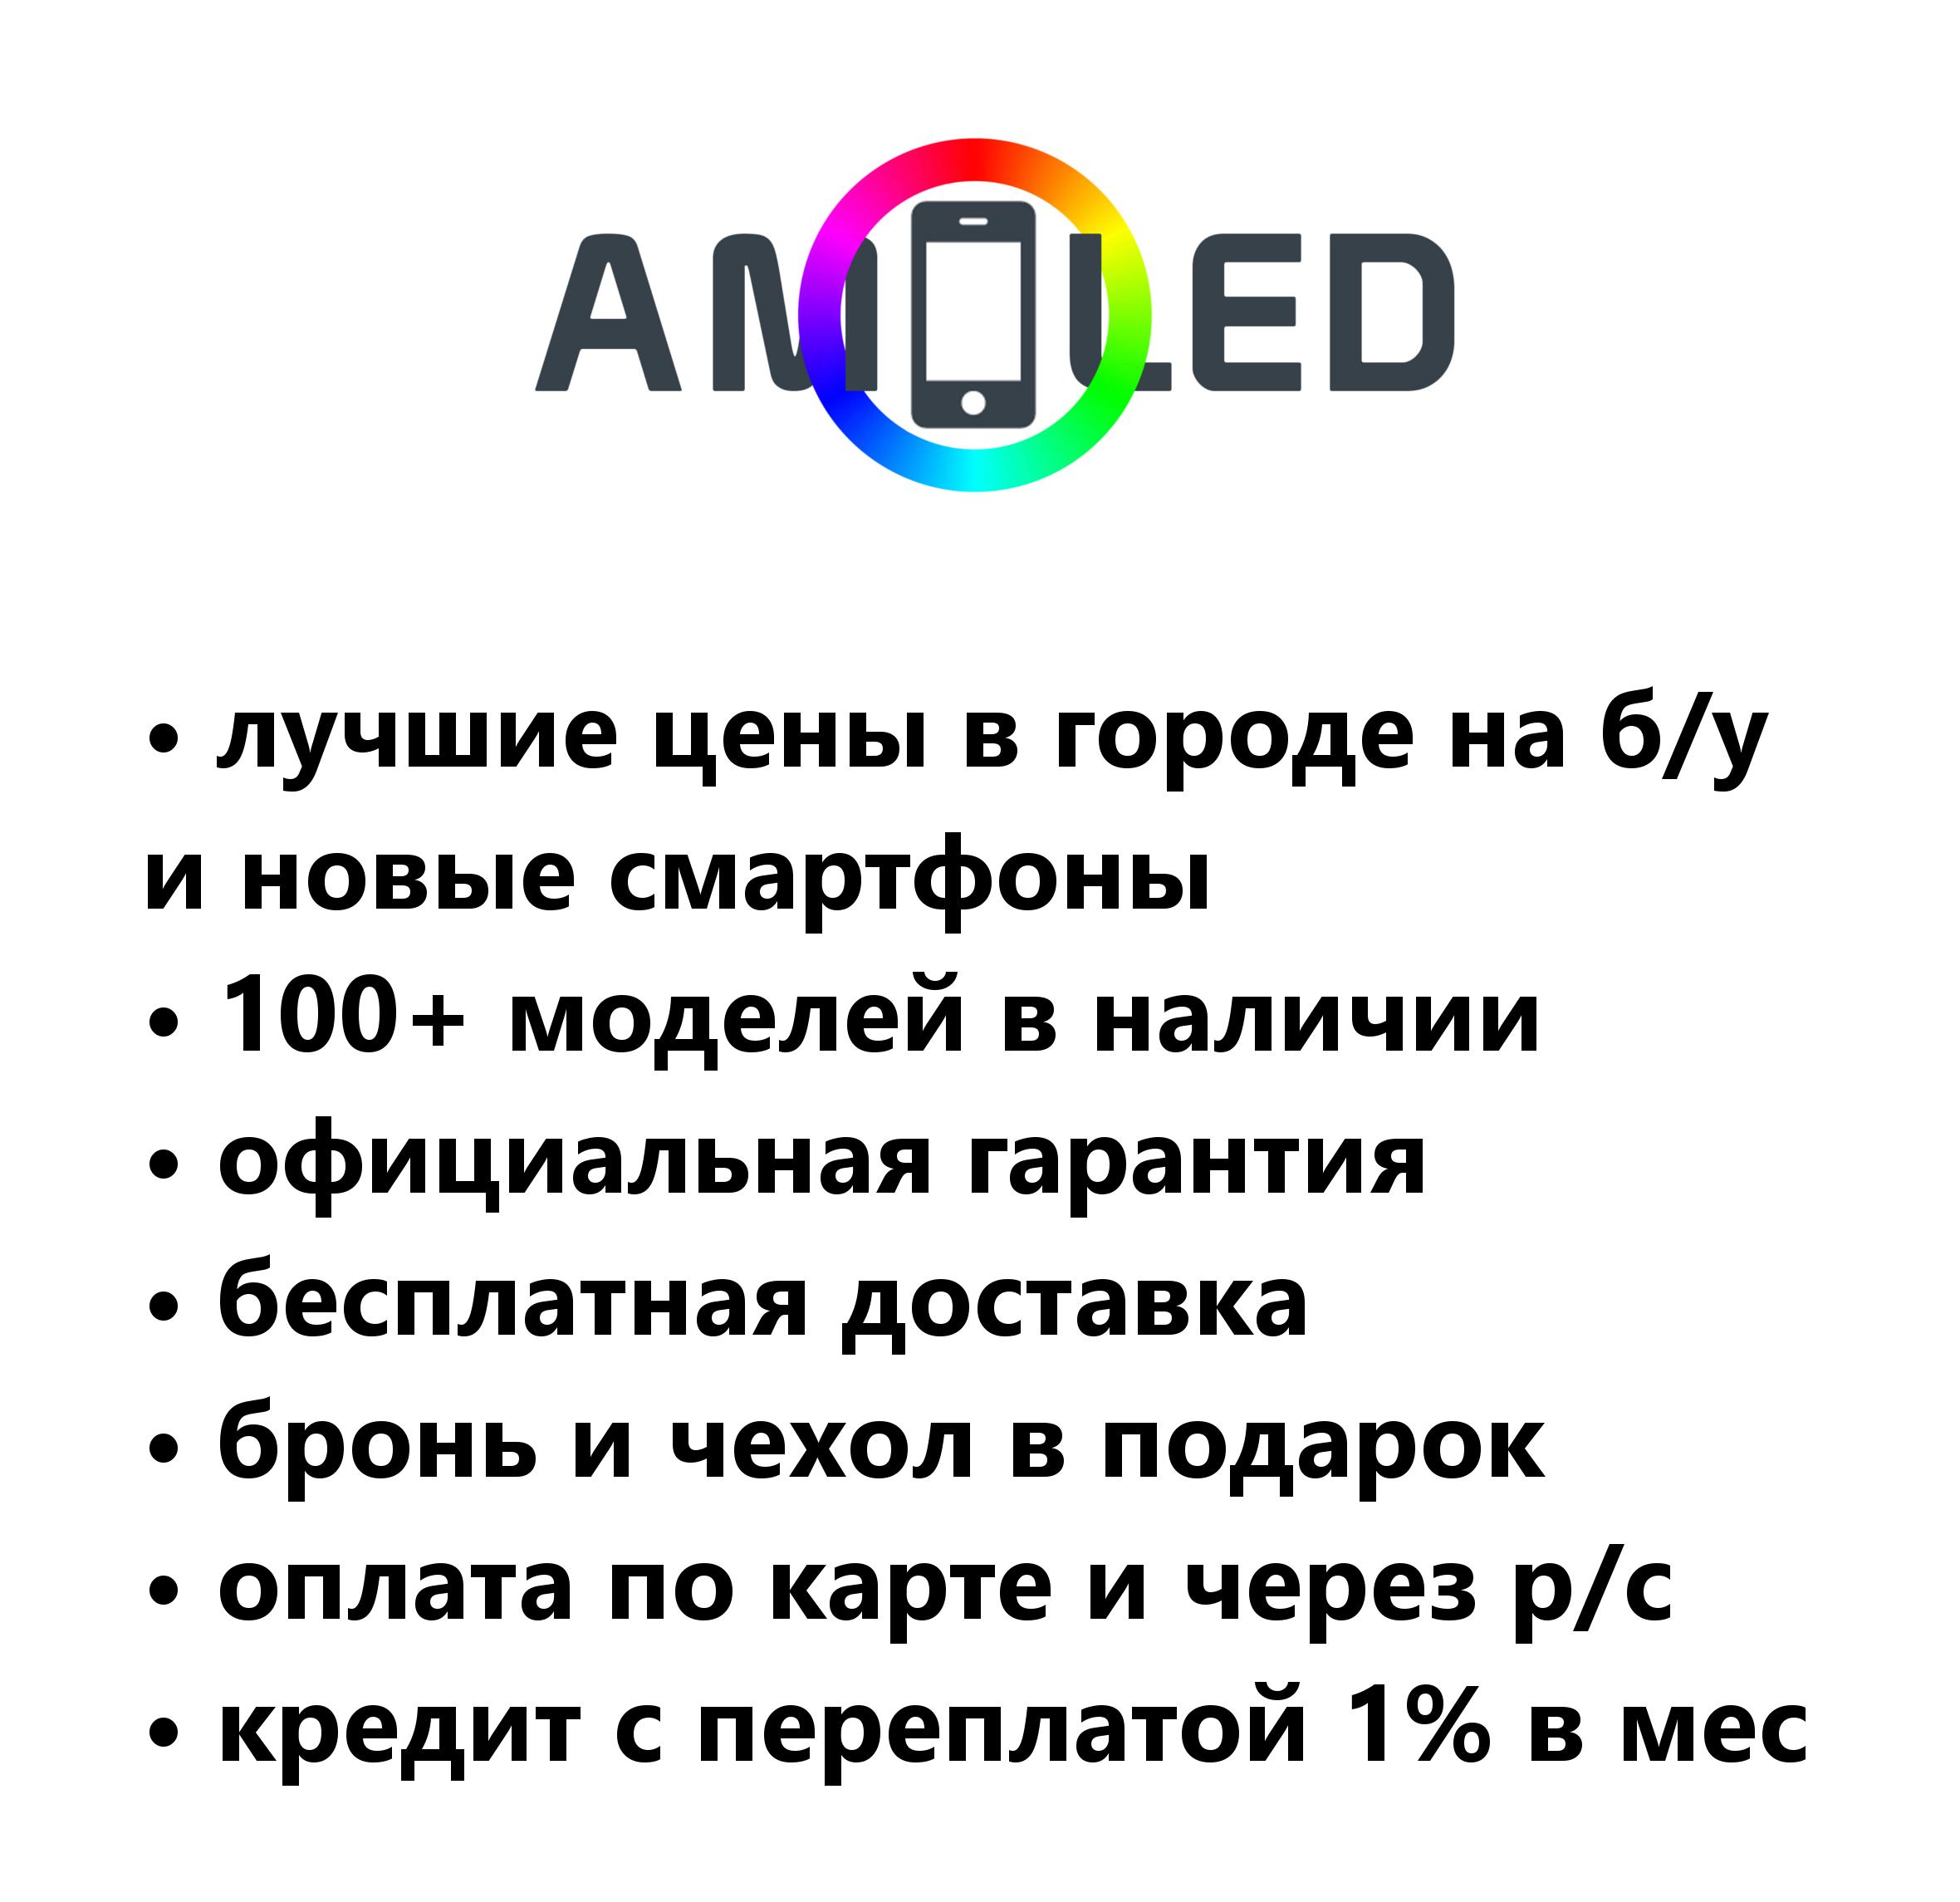 AMOLED
• лучшие цены в городе на б/у
и новые смартфоны
• 100+ моделей в наличии
• официальная гарантия
• бесплатная доставка
• бронь и чехол в подарок
• оплата по карте и через р/с
• кредит с переплатой 1% в мес